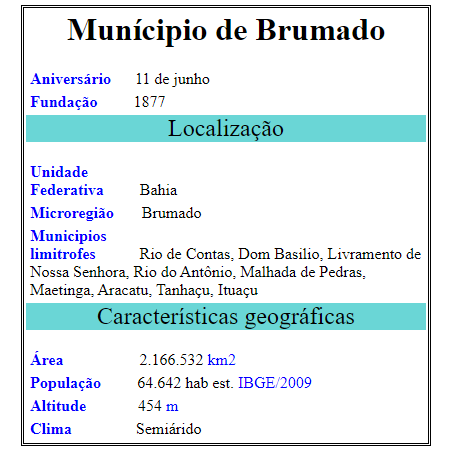 Munícipio de Brumado
Aniversário 11 de junho
Fundação 1877
Localização
Unidade
Federativa Bahia
Microregião Brumado
Municipios
limitrofes Rio de Contas, Dom Basilio, Livramento de
Nossa Senhora, Rio do Antônio, Malhada de Pedras,
Maetinga, Aracatu, Tanhaçu, Ituaçu
Características geográficas
Área 2.166.532 km2
População 64.642 hab est. IBGE/2009
Altitude 454 m
Clima Semiárido